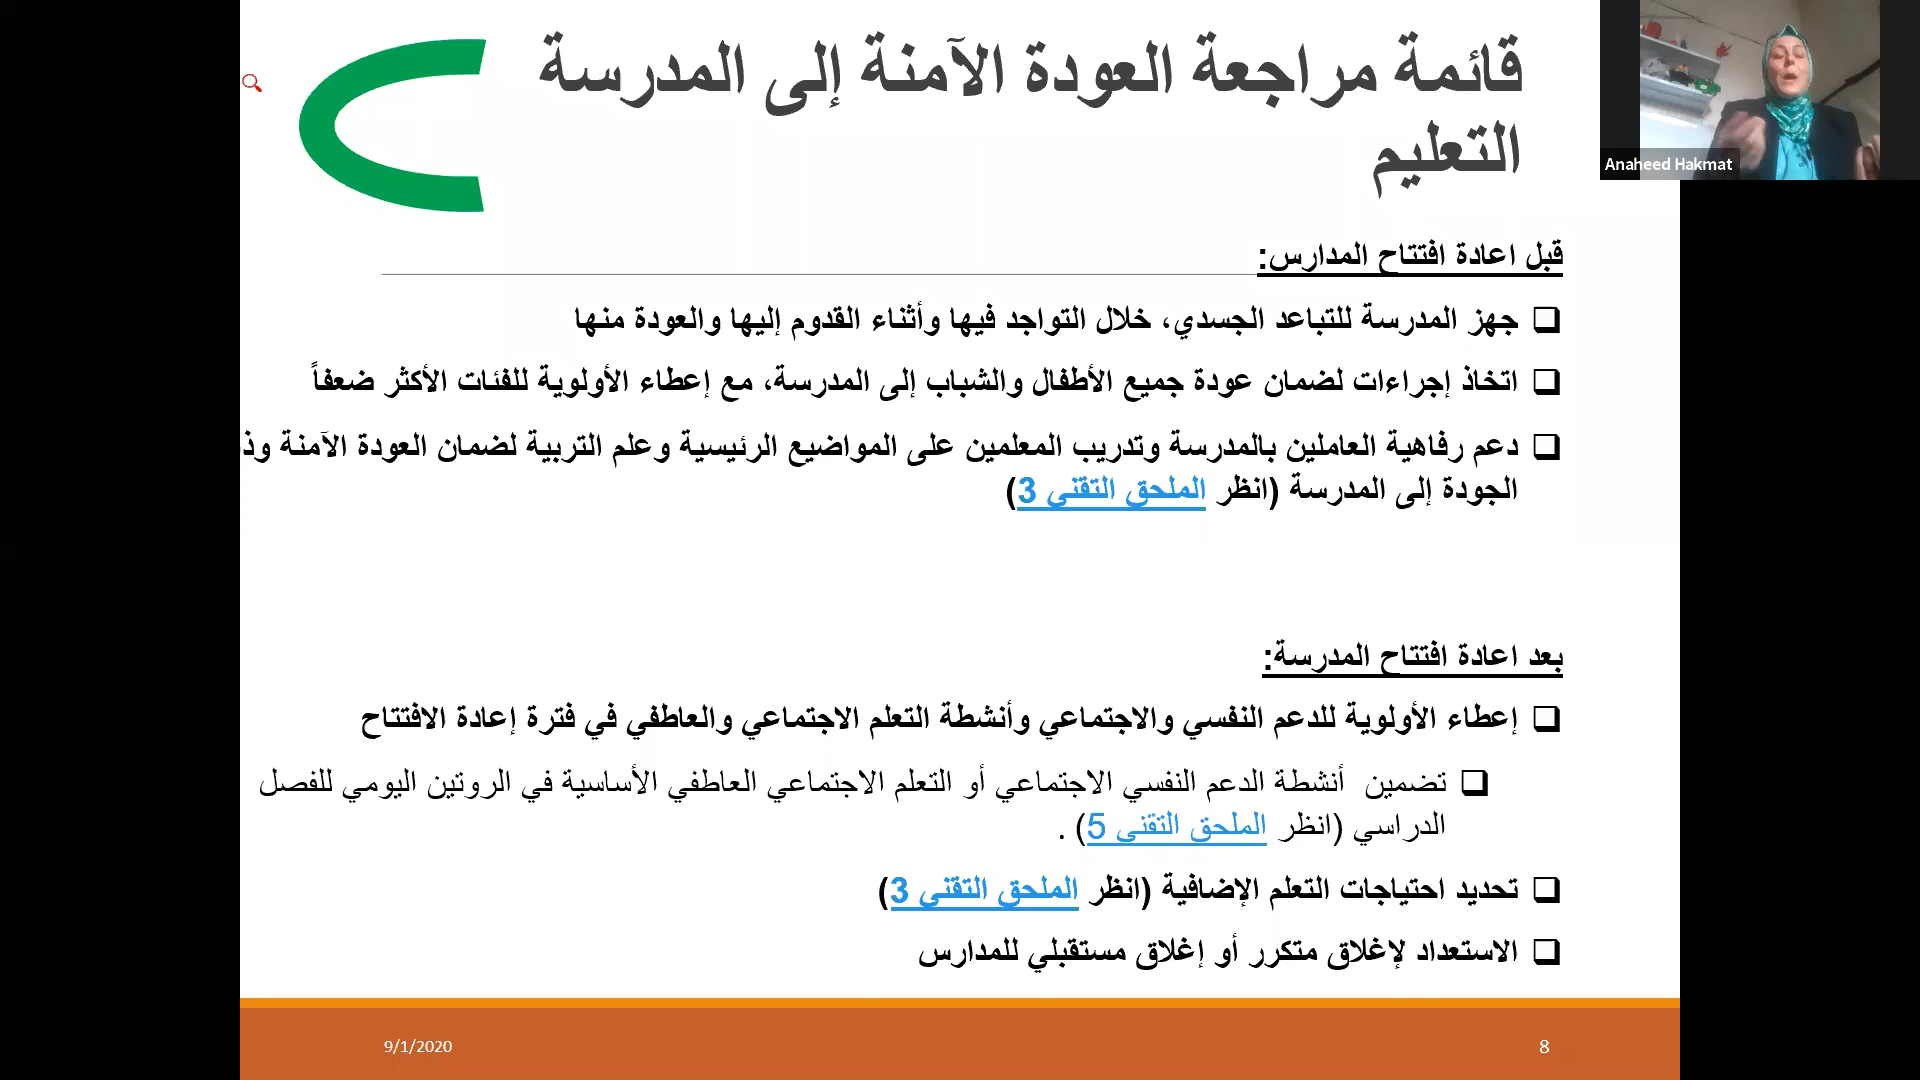 قائمة مراجعة العودة الآمنة إلى المدرسة
التعليم
Anaheed Hakmat
قبل اعادة افتتاح المدارس:
جهز المدرسة للتباعد الجسدي، خلال التواجد فيها وأثناء القدوم إليها والعودة منها
اتخاذ إجراءات لضمان عودة جميع الأطفال والشباب إلى المدرسة، مع إعطاء الأولوية للفئات الأكثر ضعفاً
دعم رفاهية العاملين بالمدرسة وتدريب المعلمين على المواضيع الرئيسية وعلم التربية لضمان العودة الآمنة وذ
الجودة إلى المدرسة (انظر الملحق التقني 3)
بعد اعادة افتتاح المدرسة:
إعطاء الأولوية للدعم النفسي والاجتماعي وأنشطة التعلم الاجتماعي والعاطفي في فترة إعادة الافتتاح
تضمين أنشطة الدعم النفسي الاجتماعي أو التعلم الاجتماعي العاطفي الأساسية في الروتين اليومي للفصل
الدراسي (انظر الملحق التقني 5) .
تحديد احتياجات التعلم الإضافية (انظر الملحق التقني 3)
الاستعداد لإغلاق متكرر أو إغلاق مستقبلي للمدارس
9/1/2020
8